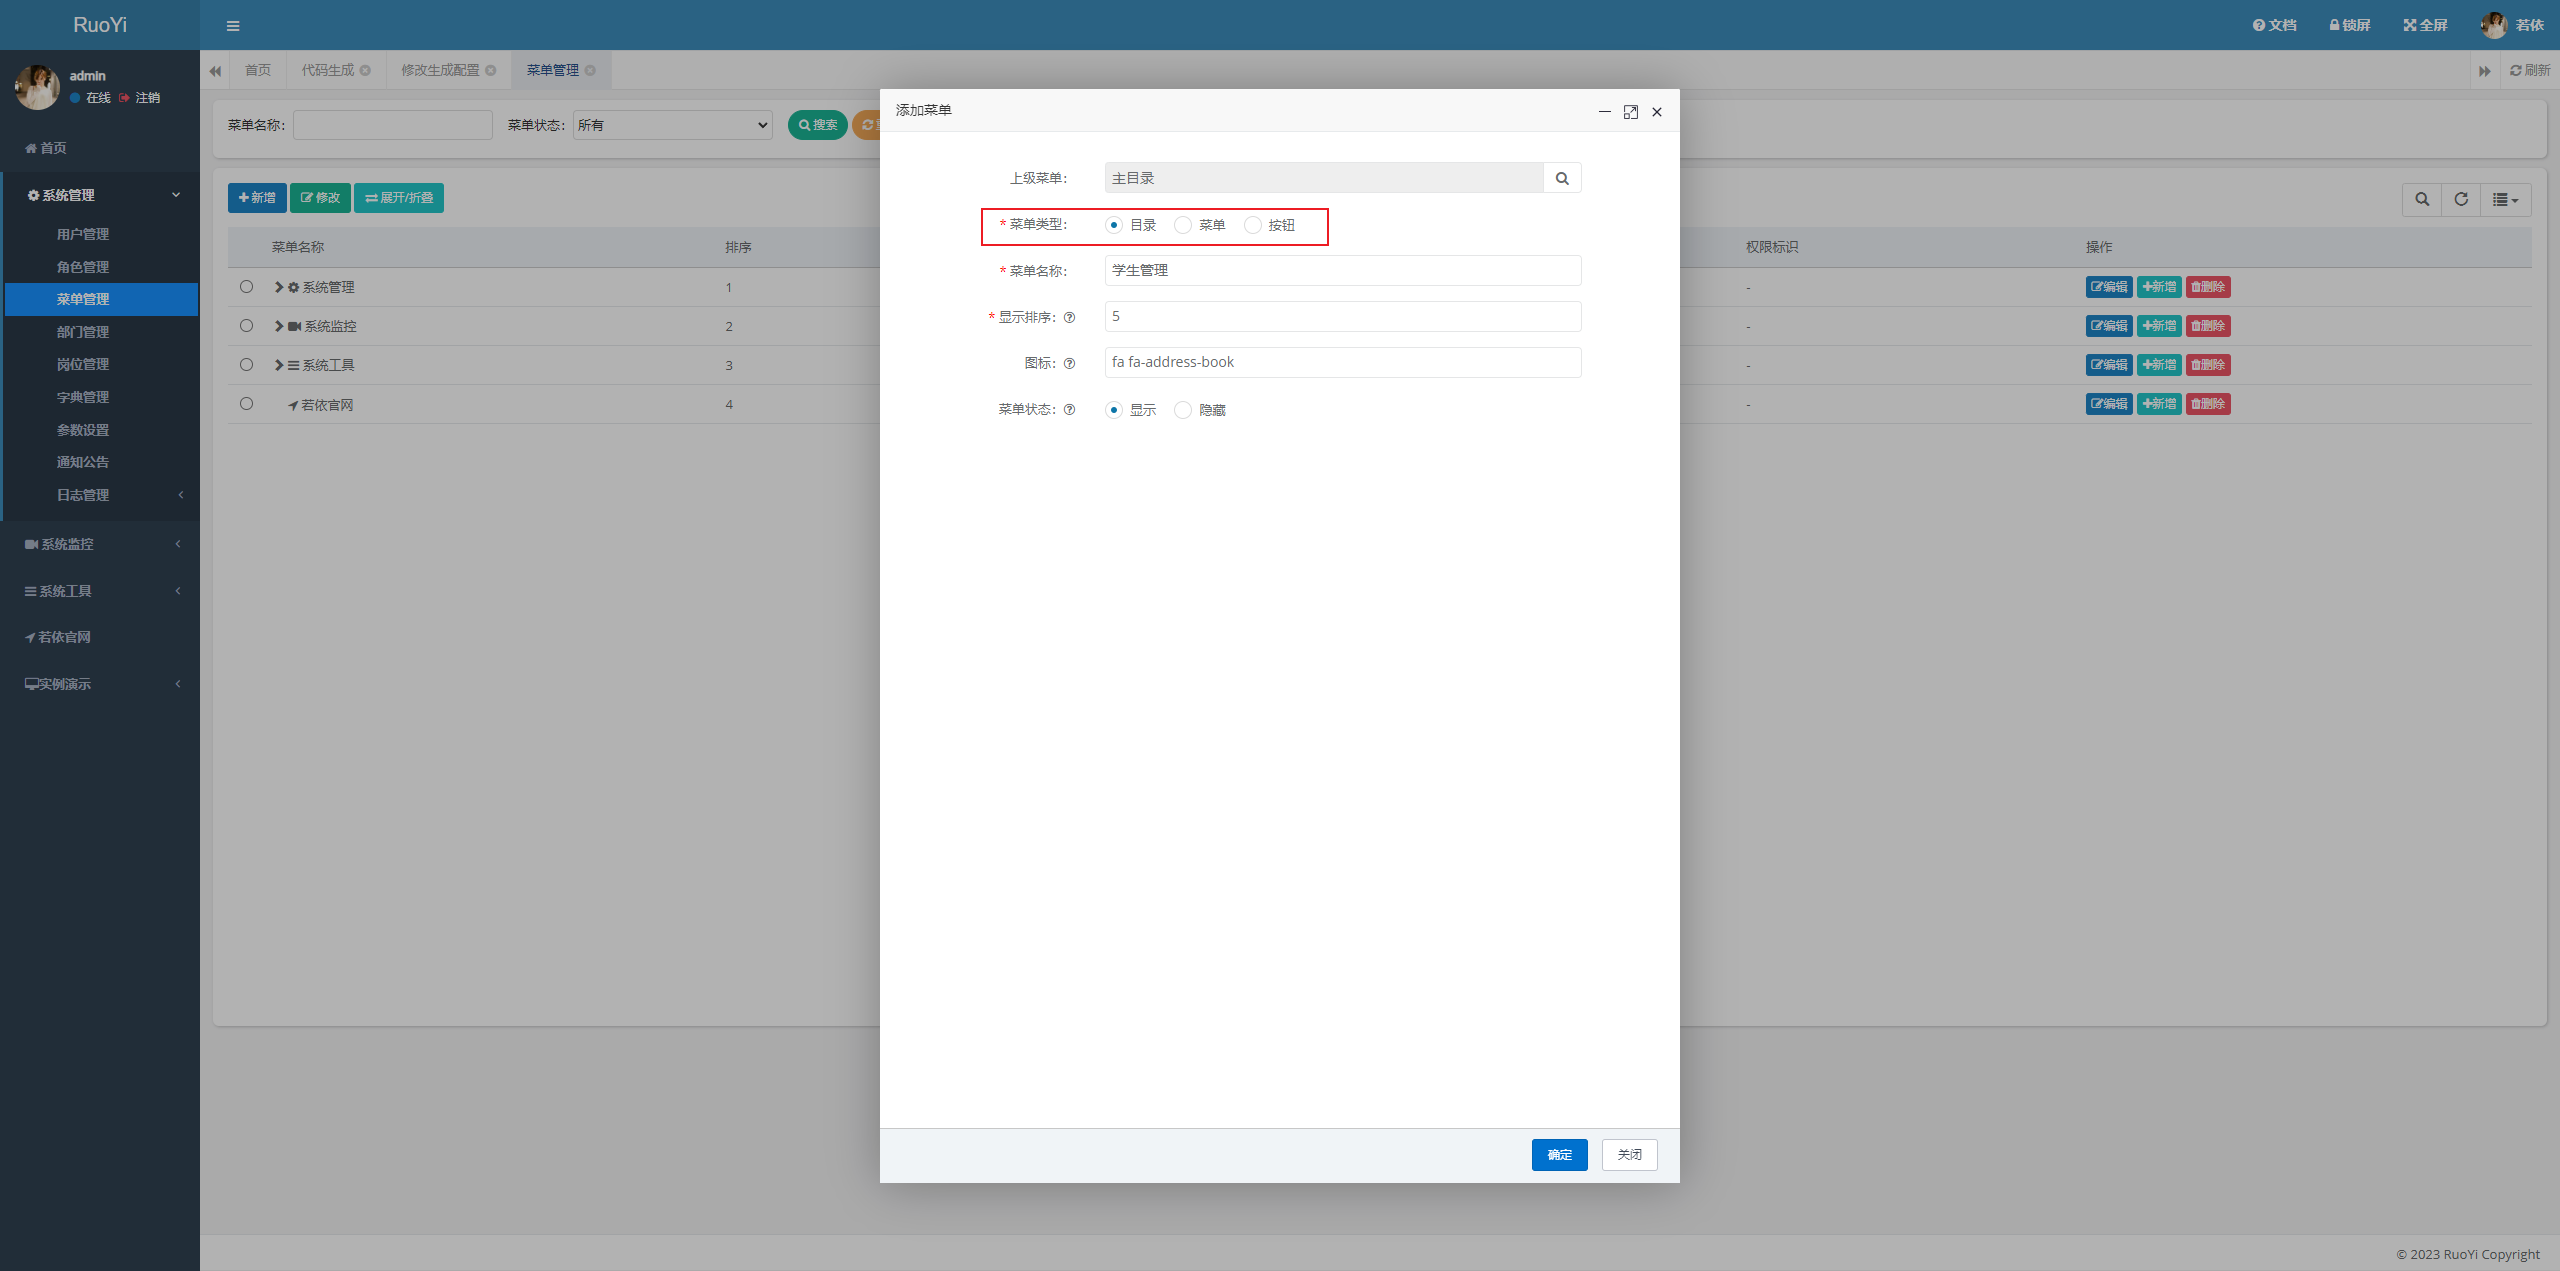 RuoYi
文档 锁屏 全屏 若依
admin
在线 注销
首页 代码生成 修改生成配置 菜单管理 刷新
首页
系统管理
用户管理
角色管理
菜单管理
部门管理
岗位管理
字典管理
参数设置
通知公告
日志管理
系统监控
系统工具
若依官网
实例演示
菜单名称： 菜单状态： 所有 搜索
新增 修改 展开/折叠
菜单名称 排序 权限标识 操作
系统管理 1 - 编辑 新增 删除
系统监控 2 - 编辑 新增 删除
系统工具 3 - 编辑 新增 删除
若依官网 4 - 编辑 新增 删除
添加菜单
上级菜单： 主目录
* 菜单类型： 目录 菜单 按钮
* 菜单名称： 学生管理
* 显示排序： 5
图标： fa fa-address-book
菜单状态： 显示 隐藏
确定 关闭
© 2023 RuoYi Copyright